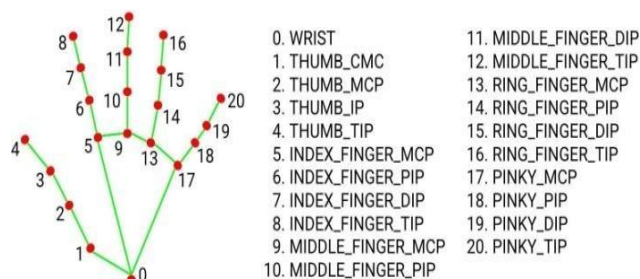 12
8
16
11
7
15
20
10
6
14
19
4
5
9
13
18
3
17
2
1
0
0. WRIST
1. THUMB_CMC
2. THUMB_MCP
3. THUMB_IP
4. THUMB_TIP
5. INDEX_FINGER_MCP
6. INDEX_FINGER_PIP
7. INDEX_FINGER_DIP
8. INDEX_FINGER_TIP
9. MIDDLE_FINGER_MCP
10. MIDDLE_FINGER_PIP
11. MIDDLE_FINGER_DIP
12. MIDDLE_FINGER_TIP
13. RING_FINGER_MCP
14. RING_FINGER_PIP
15. RING_FINGER_DIP
16. RING_FINGER_TIP
17. PINKY_MCP
18. PINKY_PIP
19. PINKY_DIP
20. PINKY_TIP